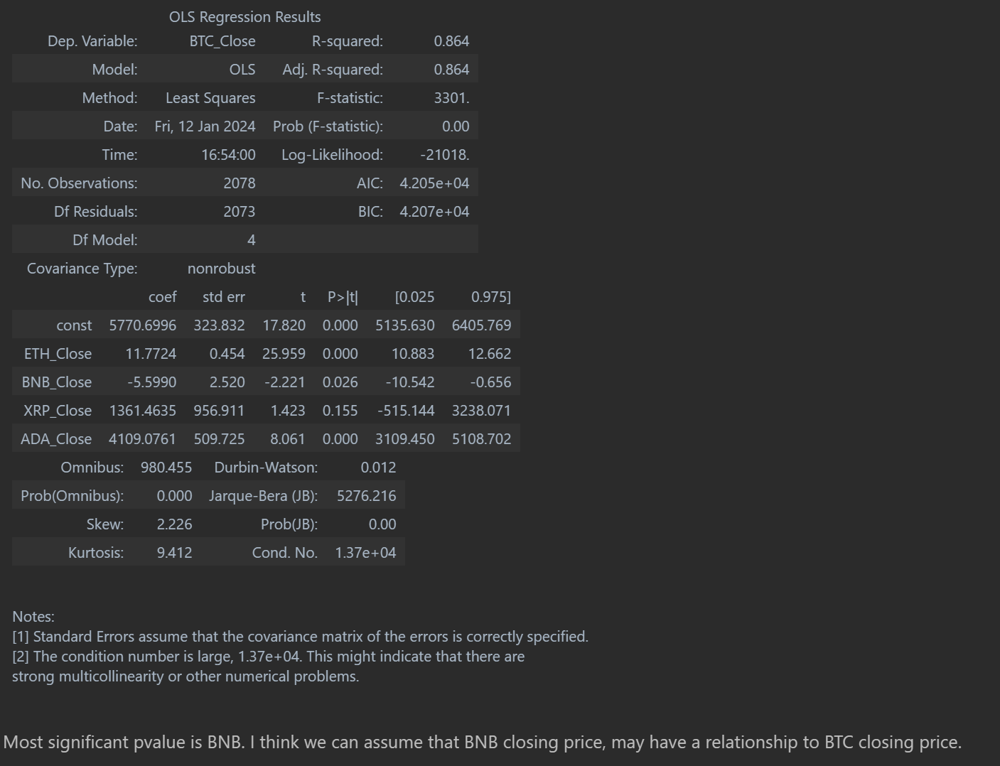 OLS Regression Results
Dep. Variable: BTC_Close R-squared: 0.864
Model: OLS Adj. R-squared: 0.864
Method: Least Squares F-statistic: 3301.
Date: Fri, 12 Jan 2024 Prob (F-statistic): 0.00
Time: 16:54:00 Log-Likelihood: -21018.
No. Observations: 2078 AIC: 4.205e+04
Df Residuals: 2073 BIC: 4.207e+04
Df Model: 4
Covariance Type: nonrobust
coef std err t P>|t| [0.025 0.975]
const 5770.6996 323.832 17.820 0.000 5135.630 6405.769
ETH_Close 11.7724 0.454 25.959 0.000 10.883 12.662
BNB_Close -5.5990 2.520 -2.221 0.026 -10.542 -0.656
XRP_Close 1361.4635 956.911 1.423 0.155 -515.144 3238.071
ADA_Close 4109.0761 509.725 8.061 0.000 3109.450 5108.702
Omnibus: 980.455 Durbin-Watson: 0.012
Prob(Omnibus): 0.000 Jarque-Bera (JB): 5276.216
Skew: 2.226 Prob(JB): 0.00
Kurtosis: 9.412 Cond. No. 1.37e+04
Notes:
[1] Standard Errors assume that the covariance matrix of the errors is correctly specified.
[2] The condition number is large, 1.37e+04. This might indicate that there are
strong multicollinearity or other numerical problems.
Most significant pvalue is BNB. I think we can assume that BNB closing price, may have a relationship to BTC closing price.